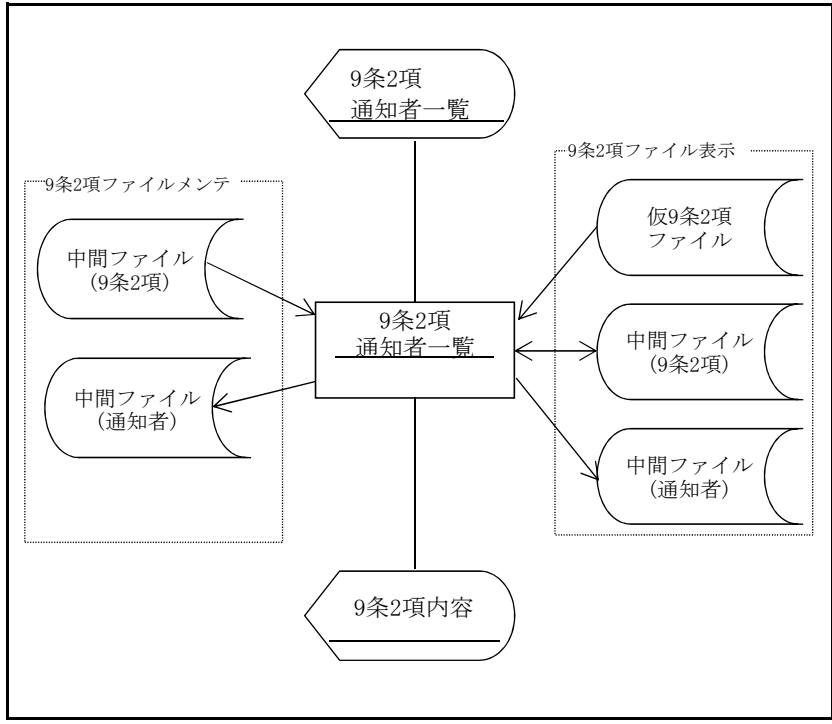 9条2項
通知者一覧
9条2項ファイルメンテ
中間ファイル
(9条2項)
中間ファイル
(通知者)
9条2項
通知者一覧
9条2項ファイル表示
仮9条2項
ファイル
中間ファイル
(9条2項)
中間ファイル
(通知者)
9条2項内容